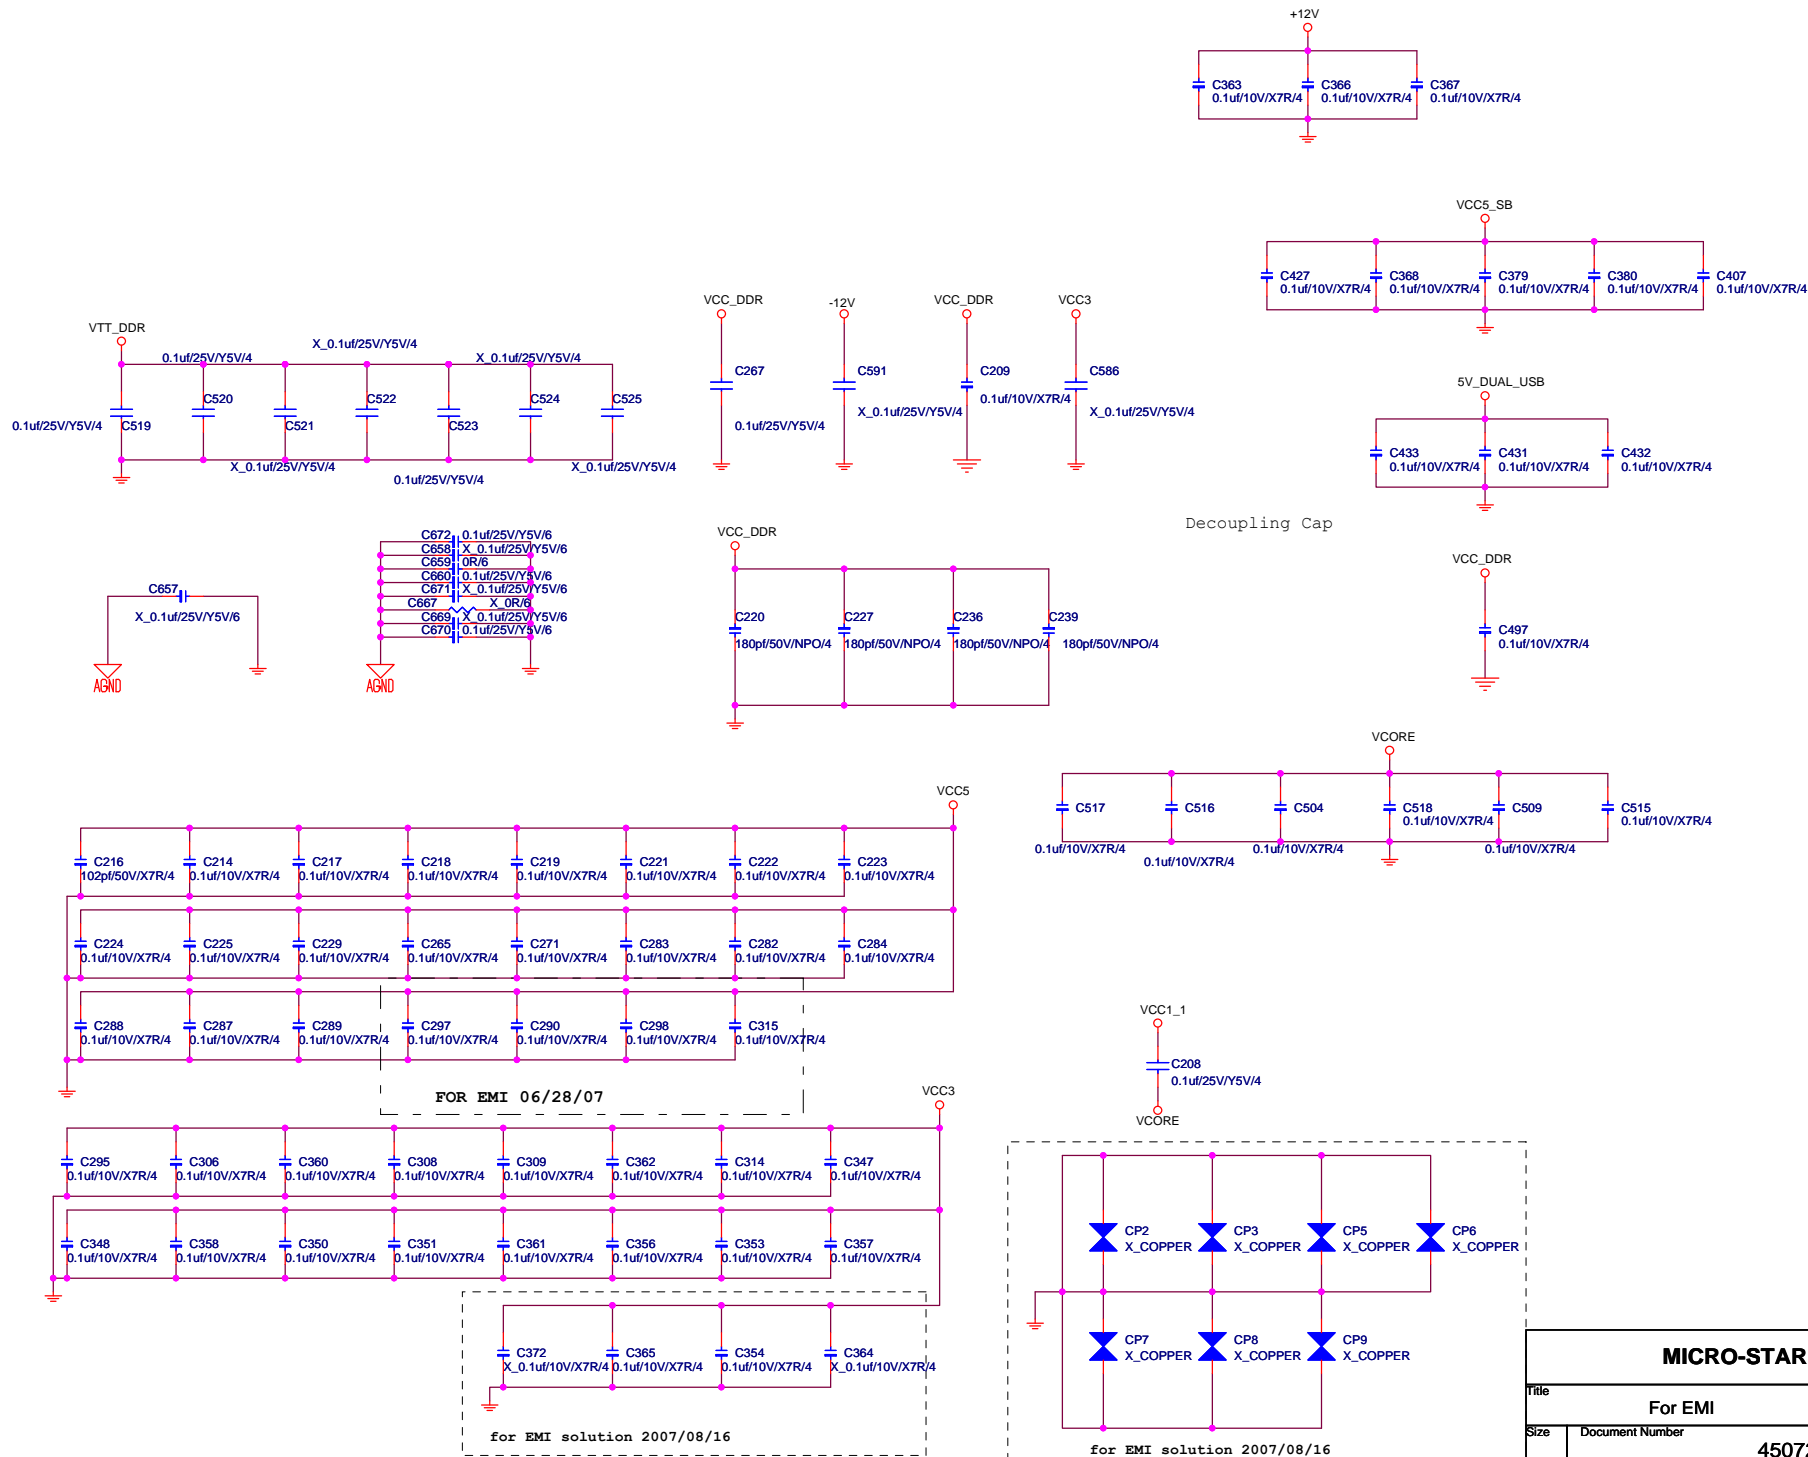 +12V
C363
0.1uf/10V/X7R/4
C366
0.1uf/10V/X7R/4
C367
0.1uf/10V/X7R/4
VCC5_SB
C427
0.1uf/10V/X7R/4
C368
0.1uf/10V/X7R/4
C379
0.1uf/10V/X7R/4
C380
0.1uf/10V/X7R/4
C407
0.1uf/10V/X7R/4
VTT_DDR
0.1uf/25V/Y5V/4
X_0.1uf/25V/Y5V/4
X_0.1uf/25V/Y5V/4
0.1uf/25V/Y5V/4
C519
C520
C521
C522
C523
C524
C525
X_0.1uf/25V/Y5V/4
0.1uf/25V/Y5V/4
X_0.1uf/25V/Y5V/4
VCC_DDR
C267
0.1uf/25V/Y5V/4
-12V
C591
X_0.1uf/25V/Y5V/4
VCC_DDR
C209
0.1uf/10V/X7R/4
VCC3
C586
X_0.1uf/25V/Y5V/4
5V_DUAL_USB
C433
0.1uf/10V/X7R/4
C431
0.1uf/10V/X7R/4
C432
0.1uf/10V/X7R/4
Decoupling Cap
C657
X_0.1uf/25V/Y5V/6
AGND
C672 0.1uf/25V/Y5V/6
C658 X_0.1uf/25V/Y5V/6
C659 0R/6
C660 0.1uf/25V/Y5V/6
C671 X_0.1uf/25V/Y5V/6
C667 X_0R/6
C669 X_0.1uf/25V/Y5V/6
C670 0.1uf/25V/Y5V/6
AGND
VCC_DDR
C220
180pf/50V/NPO/4
C227
180pf/50V/NPO/4
C236
180pf/50V/NPO/4
C239
180pf/50V/NPO/4
VCC_DDR
C497
0.1uf/10V/X7R/4
VCORE
C517
0.1uf/10V/X7R/4
C516
0.1uf/10V/X7R/4
C504
0.1uf/10V/X7R/4
C518
0.1uf/10V/X7R/4
C509
0.1uf/10V/X7R/4
C515
0.1uf/10V/X7R/4
VCC5
C216
102pf/50V/X7R/4
C214
0.1uf/10V/X7R/4
C217
0.1uf/10V/X7R/4
C218
0.1uf/10V/X7R/4
C219
0.1uf/10V/X7R/4
C221
0.1uf/10V/X7R/4
C222
0.1uf/10V/X7R/4
C223
0.1uf/10V/X7R/4
C224
0.1uf/10V/X7R/4
C225
0.1uf/10V/X7R/4
C229
0.1uf/10V/X7R/4
C265
0.1uf/10V/X7R/4
C271
0.1uf/10V/X7R/4
C283
0.1uf/10V/X7R/4
C282
0.1uf/10V/X7R/4
C284
0.1uf/10V/X7R/4
C288
0.1uf/10V/X7R/4
C287
0.1uf/10V/X7R/4
C289
0.1uf/10V/X7R/4
C297
0.1uf/10V/X7R/4
C290
0.1uf/10V/X7R/4
C298
0.1uf/10V/X7R/4
C315
0.1uf/10V/X7R/4
FOR EMI 06/28/07
VCC1_1
C208
0.1uf/25V/Y5V/4
VCORE
VCC3
C295
0.1uf/10V/X7R/4
C306
0.1uf/10V/X7R/4
C360
0.1uf/10V/X7R/4
C308
0.1uf/10V/X7R/4
C309
0.1uf/10V/X7R/4
C362
0.1uf/10V/X7R/4
C314
0.1uf/10V/X7R/4
C347
0.1uf/10V/X7R/4
C348
0.1uf/10V/X7R/4
C358
0.1uf/10V/X7R/4
C350
0.1uf/10V/X7R/4
C351
0.1uf/10V/X7R/4
C361
0.1uf/10V/X7R/4
C356
0.1uf/10V/X7R/4
C353
0.1uf/10V/X7R/4
C357
0.1uf/10V/X7R/4
C372
X_0.1uf/10V/X7R/4
C365
0.1uf/10V/X7R/4
C354
0.1uf/10V/X7R/4
C364
X_0.1uf/10V/X7R/4
for EMI solution 2007/08/16
CP2
X_COPPER
CP3
X_COPPER
CP5
X_COPPER
CP6
X_COPPER
CP7
X_COPPER
CP8
X_COPPER
CP9
X_COPPER
for EMI solution 2007/08/16
MICRO-STAR
Title
For EMI
Size
Document Number
45072